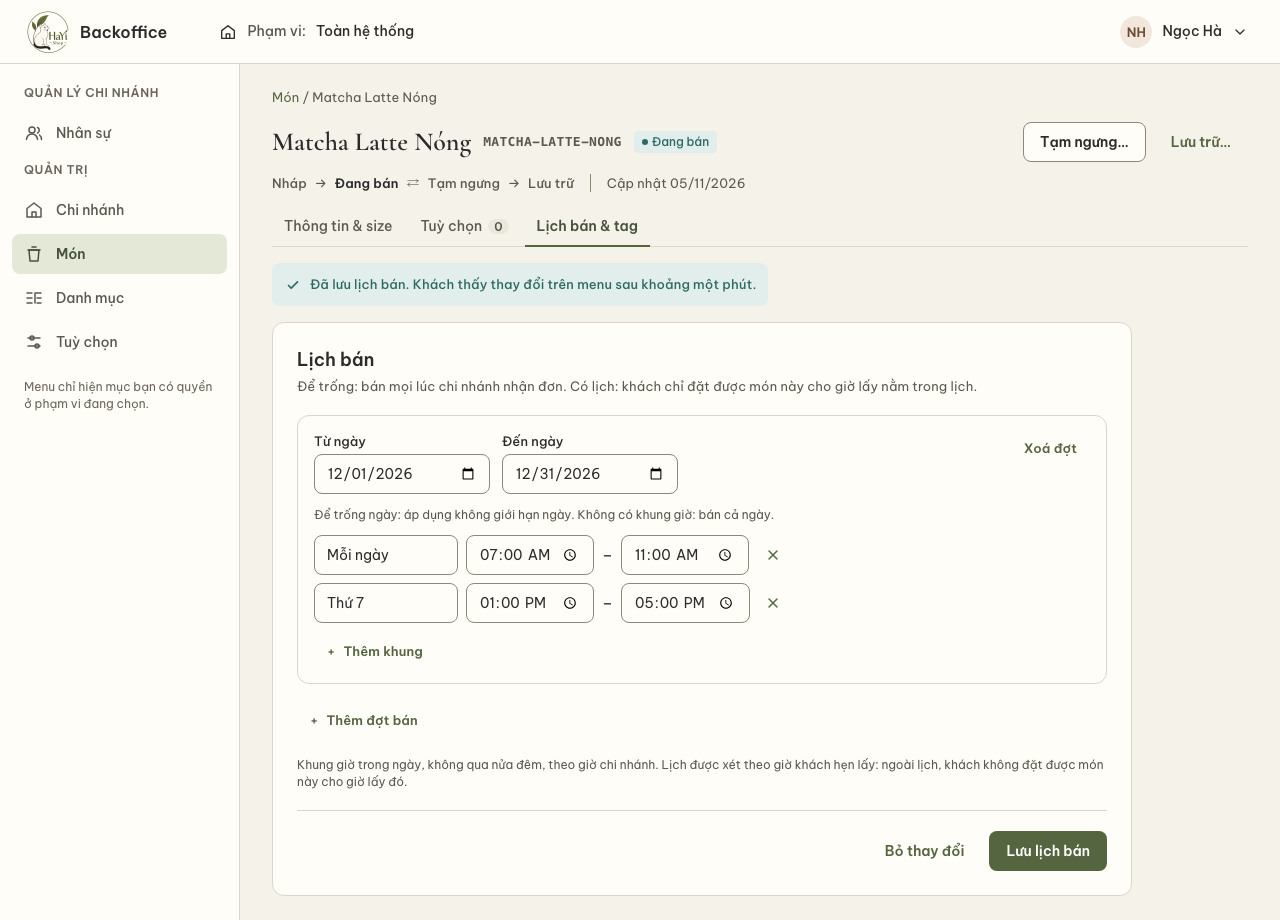 HaYi
Shop
Backoffice
Phạm vi: Toàn hệ thống
NH
Ngọc Hà
QUẢN LÝ CHI NHÁNH
Nhân sự
QUẢN TRỊ
Chi nhánh
Món
Danh mục
Tuỳ chọn
Menu chỉ hiện mục bạn có quyền
ở phạm vi đang chọn.
Món / Matcha Latte Nóng
Matcha Latte Nóng MATCHA-LATTE-NONG Đang bán
Tạm ngưng… Lưu trữ…
Nháp → Đang bán ⇄ Tạm ngưng → Lưu trữ Cập nhật 05/11/2026
Thông tin & size Tuỳ chọn 0 Lịch bán & tag
Đã lưu lịch bán. Khách thấy thay đổi trên menu sau khoảng một phút.
Lịch bán
Để trống: bán mọi lúc chi nhánh nhận đơn. Có lịch: khách chỉ đặt được món này cho giờ lấy nằm trong lịch.
Từ ngày Đến ngày
Xoá đợt
12/01/2026 12/31/2026
Để trống ngày: áp dụng không giới hạn ngày. Không có khung giờ: bán cả ngày.
Mỗi ngày 07:00 AM – 11:00 AM ×
Thứ 7 01:00 PM – 05:00 PM ×
+ Thêm khung
+ Thêm đợt bán
Khung giờ trong ngày, không qua nửa đêm, theo giờ chi nhánh. Lịch được xét theo giờ khách hẹn lấy: ngoài lịch, khách không đặt được món
này cho giờ lấy đó.
Bỏ thay đổi Lưu lịch bán